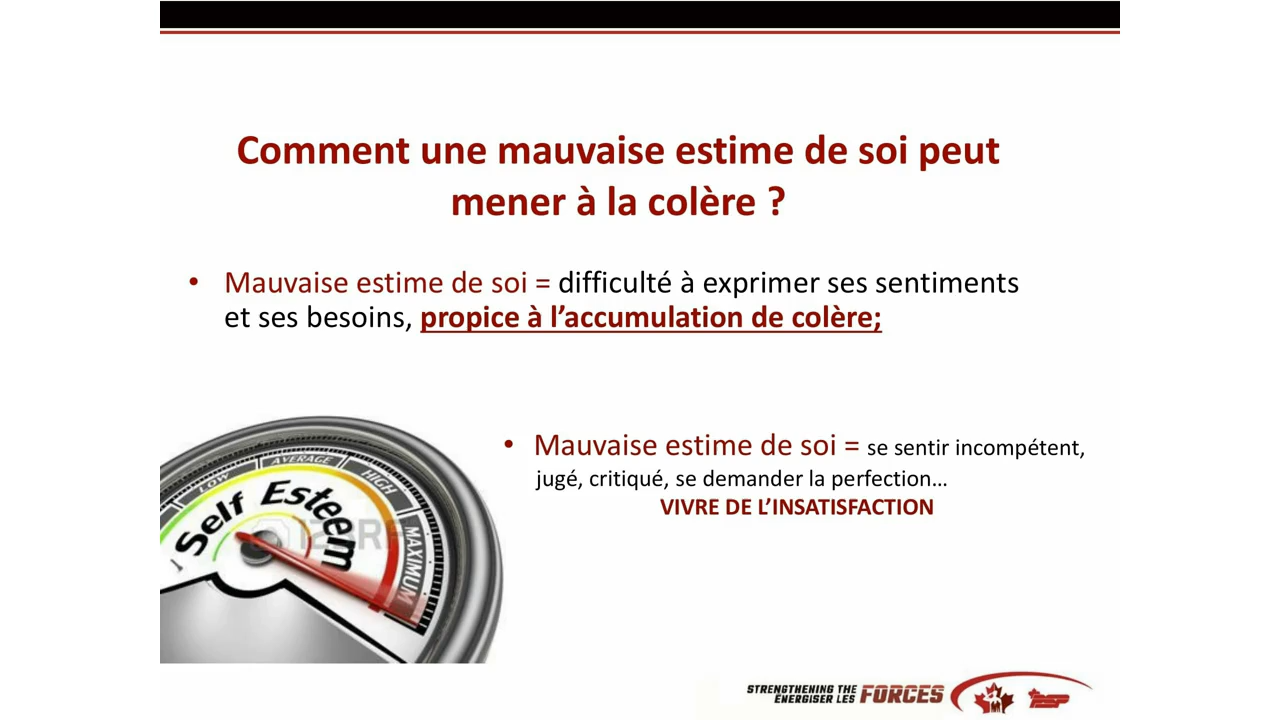 Comment une mauvaise estime de soi peut
mener à la colère ?
• Mauvaise estime de soi = difficulté à exprimer ses sentiments
et ses besoins, propice à l’accumulation de colère;
LOW
AVERAGE
HIGH
MAXIMUM
Self Esteem
• Mauvaise estime de soi = se sentir incompétent,
jugé, critiqué, se demander la perfection…
VIVRE DE L’INSATISFACTION
STRENGTHENING THE
ÉNERGISER LES FORCES